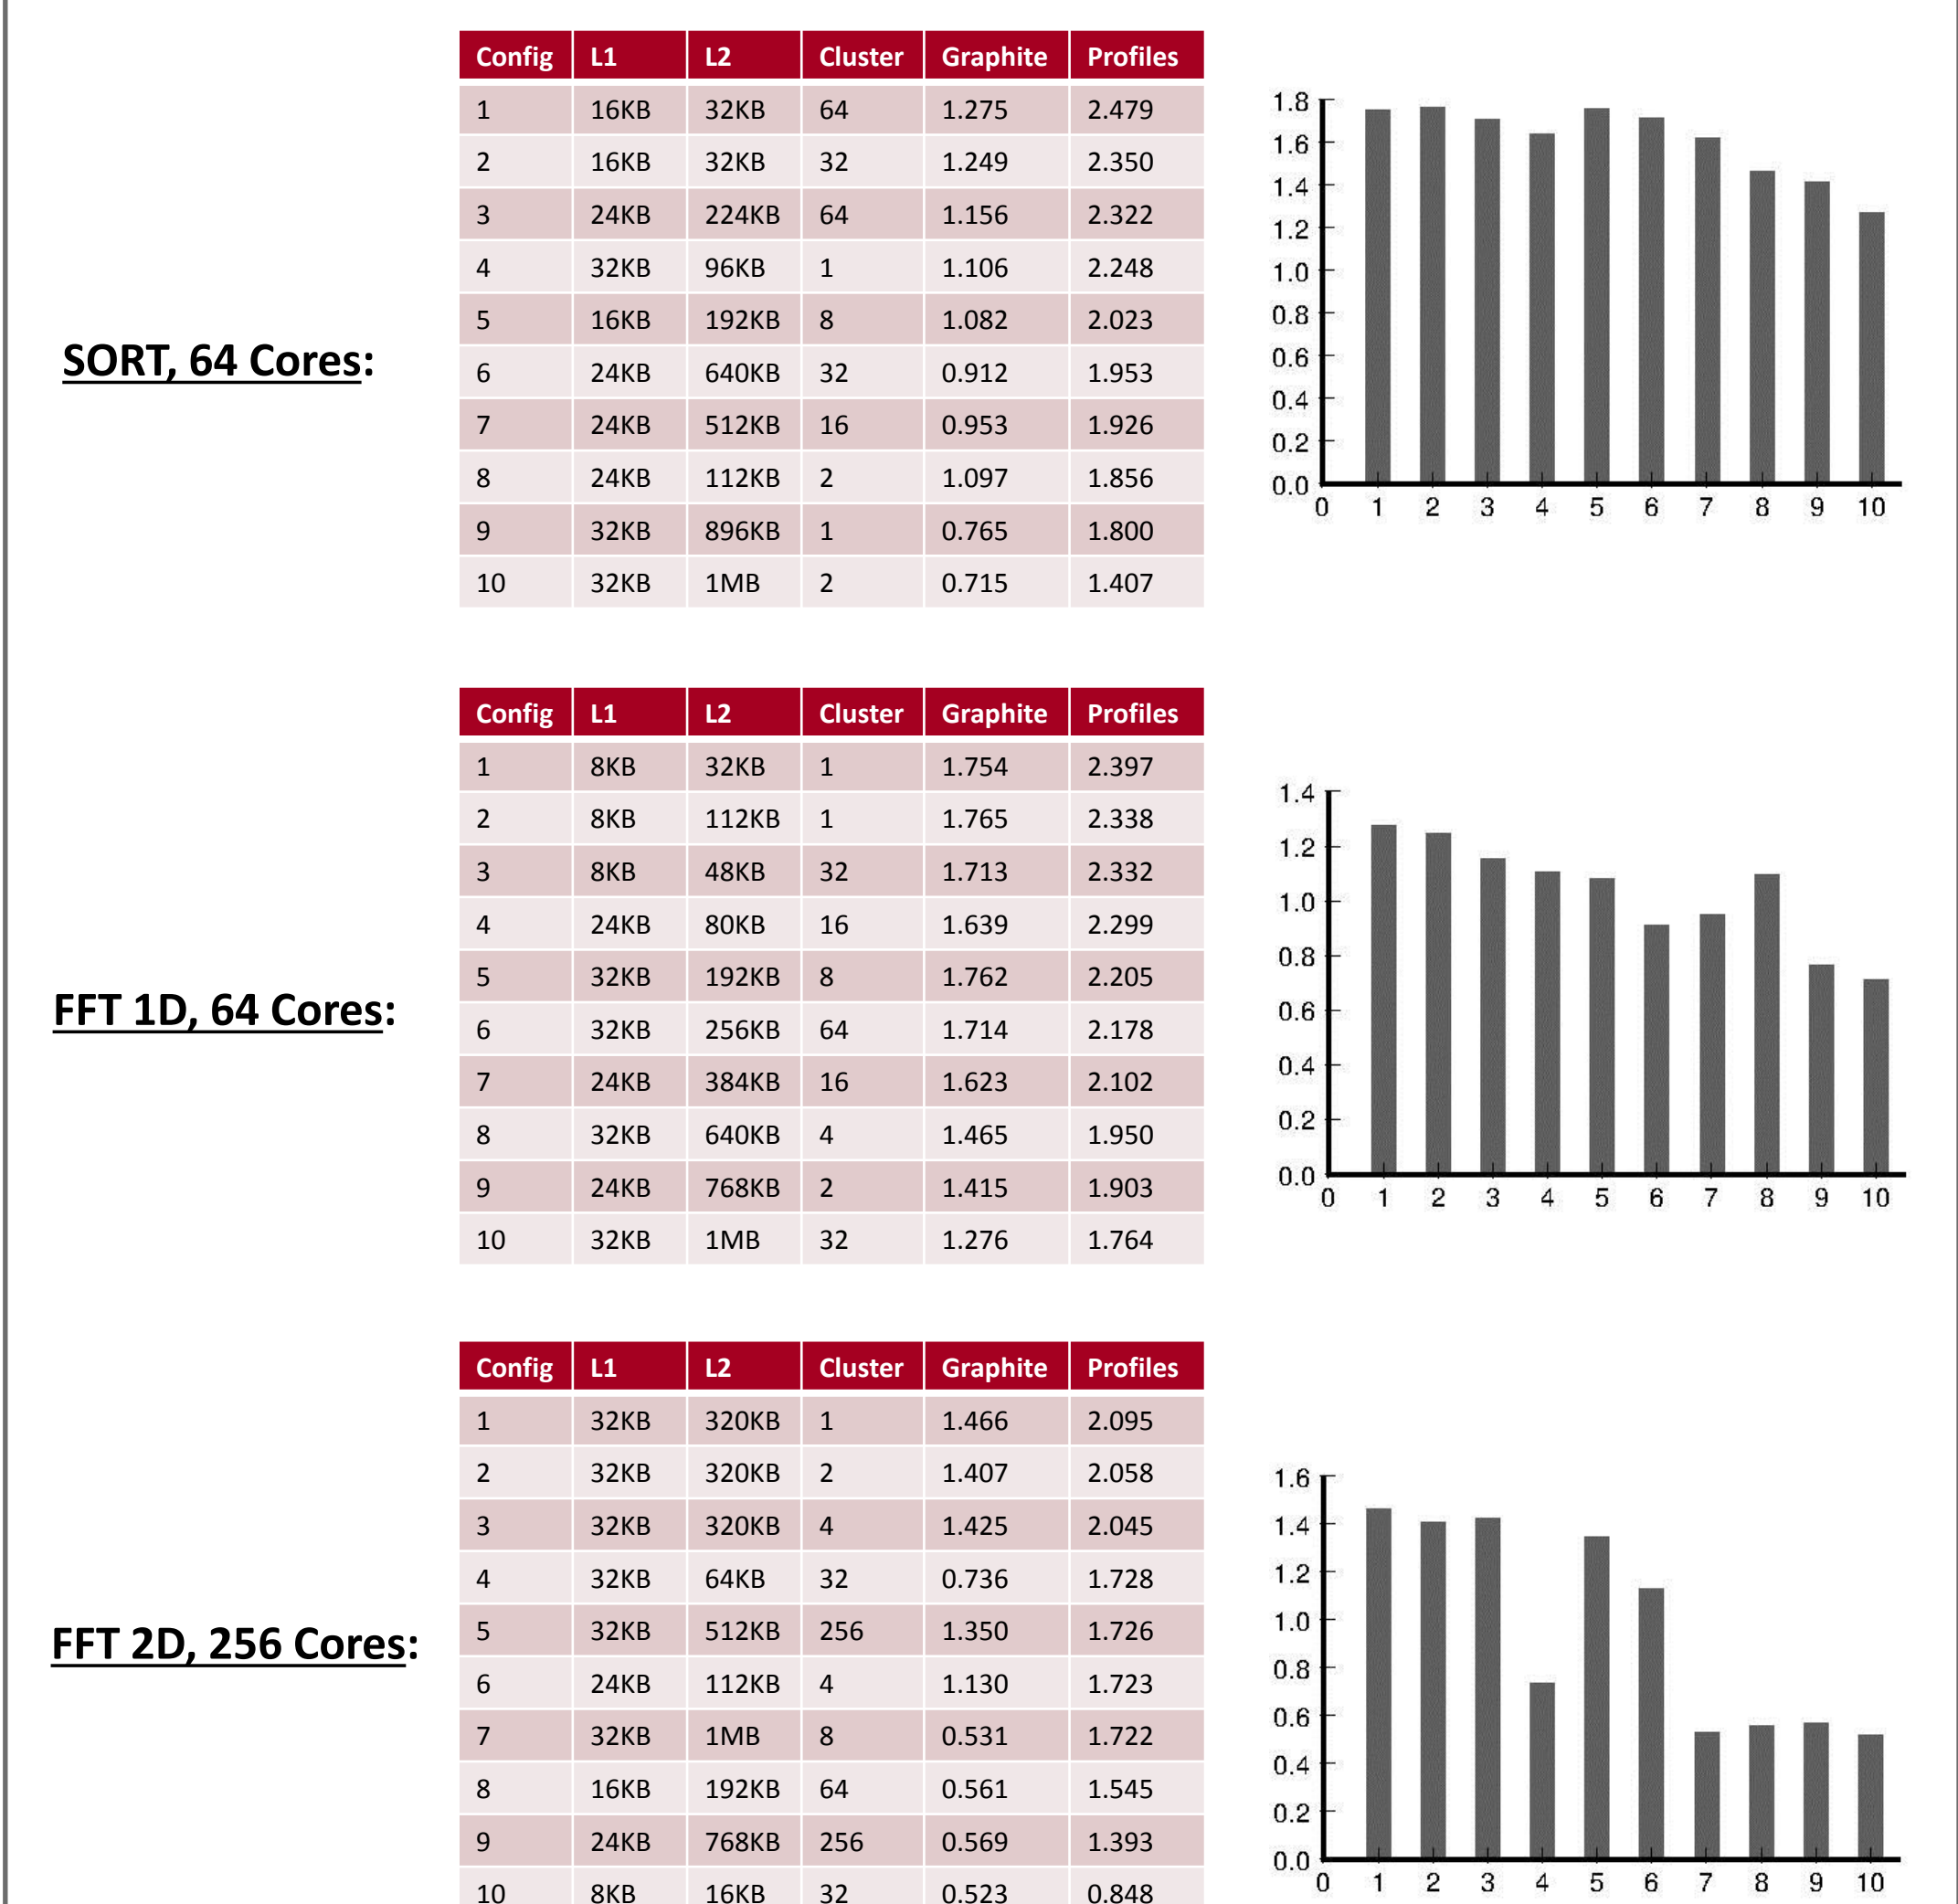 Config L1 L2 Cluster Graphite Profiles
1 16KB 32KB 64 1.275 2.479
2 16KB 32KB 32 1.249 2.350
3 24KB 224KB 64 1.156 2.322
4 32KB 96KB 1 1.106 2.248
5 16KB 192KB 8 1.082 2.023
6 24KB 640KB 32 0.912 1.953
7 24KB 512KB 16 0.953 1.926
8 24KB 112KB 2 1.097 1.856
9 32KB 896KB 1 0.765 1.800
10 32KB 1MB 2 0.715 1.407
SORT, 64 Cores:
1.8
1.6
1.4
1.2
1.0
0.8
0.6
0.4
0.2
0.0
0 1 2 3 4 5 6 7 8 9 10
Config L1 L2 Cluster Graphite Profiles
1 8KB 32KB 1 1.754 2.397
2 8KB 112KB 1 1.765 2.338
3 8KB 48KB 32 1.713 2.332
4 24KB 80KB 16 1.639 2.299
5 32KB 192KB 8 1.762 2.205
6 32KB 256KB 64 1.714 2.178
7 24KB 384KB 16 1.623 2.102
8 32KB 640KB 4 1.465 1.950
9 24KB 768KB 2 1.415 1.903
10 32KB 1MB 32 1.276 1.764
FFT 1D, 64 Cores:
1.4
1.2
1.0
0.8
0.6
0.4
0.2
0.0
0 1 2 3 4 5 6 7 8 9 10
Config L1 L2 Cluster Graphite Profiles
1 32KB 320KB 1 1.466 2.095
2 32KB 320KB 2 1.407 2.058
3 32KB 320KB 4 1.425 2.045
4 32KB 64KB 32 0.736 1.728
5 32KB 512KB 256 1.350 1.726
6 24KB 112KB 4 1.130 1.723
7 32KB 1MB 8 0.531 1.722
8 16KB 192KB 64 0.561 1.545
9 24KB 768KB 256 0.569 1.393
10 8KB 16KB 32 0.523 0.848
FFT 2D, 256 Cores:
1.6
1.4
1.2
1.0
0.8
0.6
0.4
0.2
0.0
0 1 2 3 4 5 6 7 8 9 10